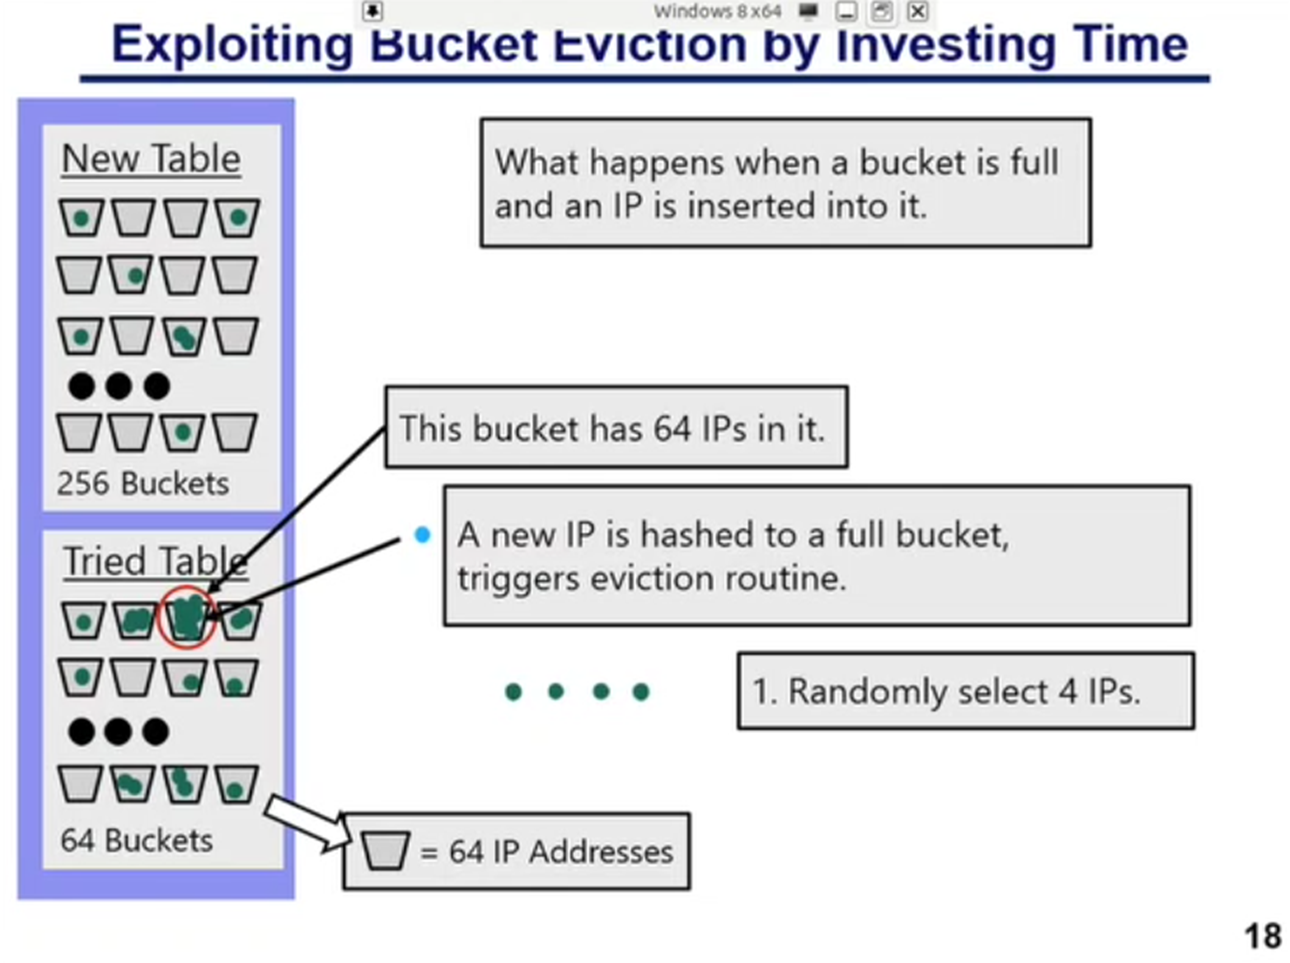 Windows 8 x64
Exploiting Bucket Eviction by Investing Time
New Table
256 Buckets
Tried Table
64 Buckets
What happens when a bucket is full
and an IP is inserted into it.
This bucket has 64 IPs in it.
A new IP is hashed to a full bucket,
triggers eviction routine.
1. Randomly select 4 IPs.
= 64 IP Addresses
18